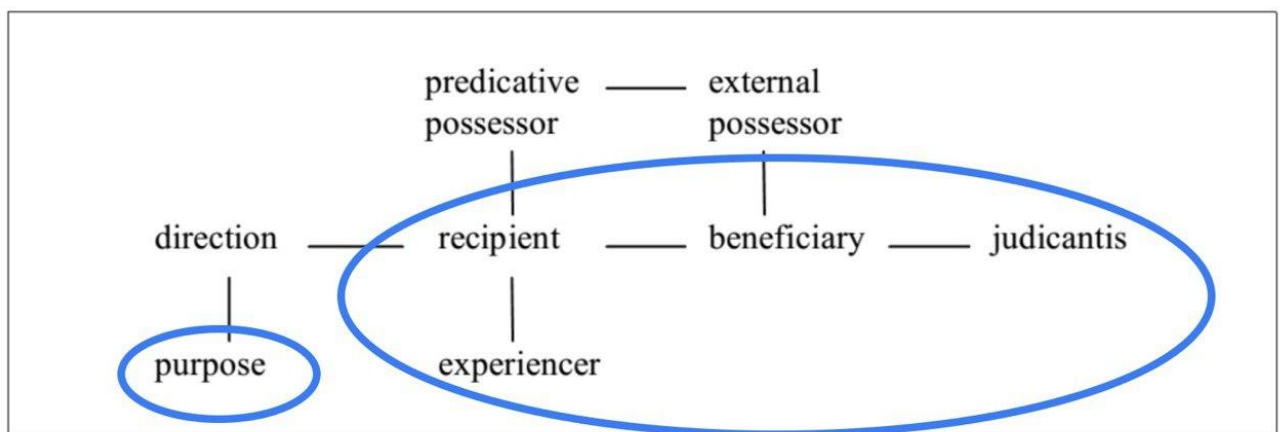 predicative external
possessor possessor
direction recipient beneficiary judicantis
purpose experiencer